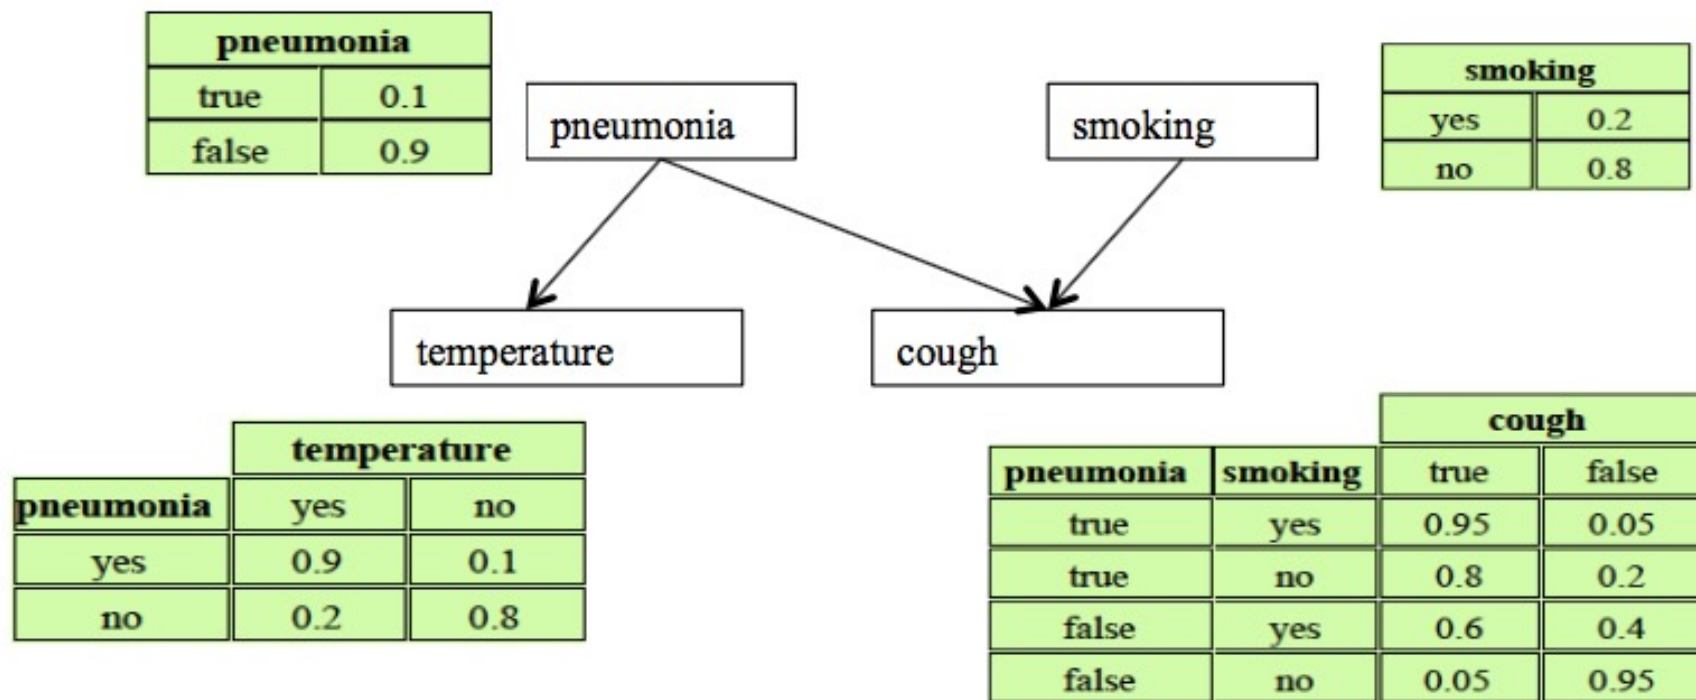 pneumonia
true 0.1
false 0.9
pneumonia
smoking
smoking
yes 0.2
no 0.8
temperature
cough
temperature
pneumonia yes no
yes 0.9 0.1
no 0.2 0.8
cough
pneumonia smoking true false
true yes 0.95 0.05
true no 0.8 0.2
false yes 0.6 0.4
false no 0.05 0.95